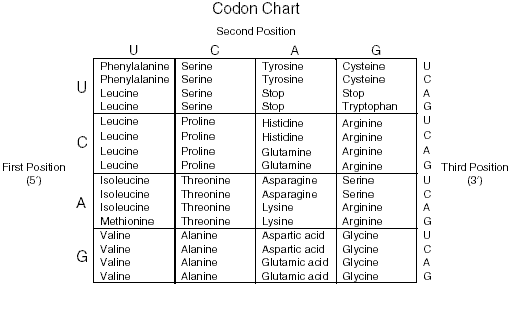 Codon Chart
Second Position
U C A G
Phenylalanine Serine Tyrosine Cysteine U
Phenylalanine Serine Tyrosine Cysteine C
U
Leucine Serine Stop Stop A
Leucine Serine Stop Tryptophan G
Leucine Proline Histidine Arginine U
Leucine Proline Histidine Arginine C
C
Leucine Proline Glutamine Arginine A
Leucine Proline Glutamine Arginine G
First Position
(5′)
Third Position
(3′)
Isoleucine Threonine Asparagine Serine U
Isoleucine Threonine Asparagine Serine C
A
Isoleucine Threonine Lysine Arginine A
Methionine Threonine Lysine Arginine G
Valine Alanine Aspartic acid Glycine U
Valine Alanine Aspartic acid Glycine C
G
Valine Alanine Glutamic acid Glycine A
Valine Alanine Glutamic acid Glycine G